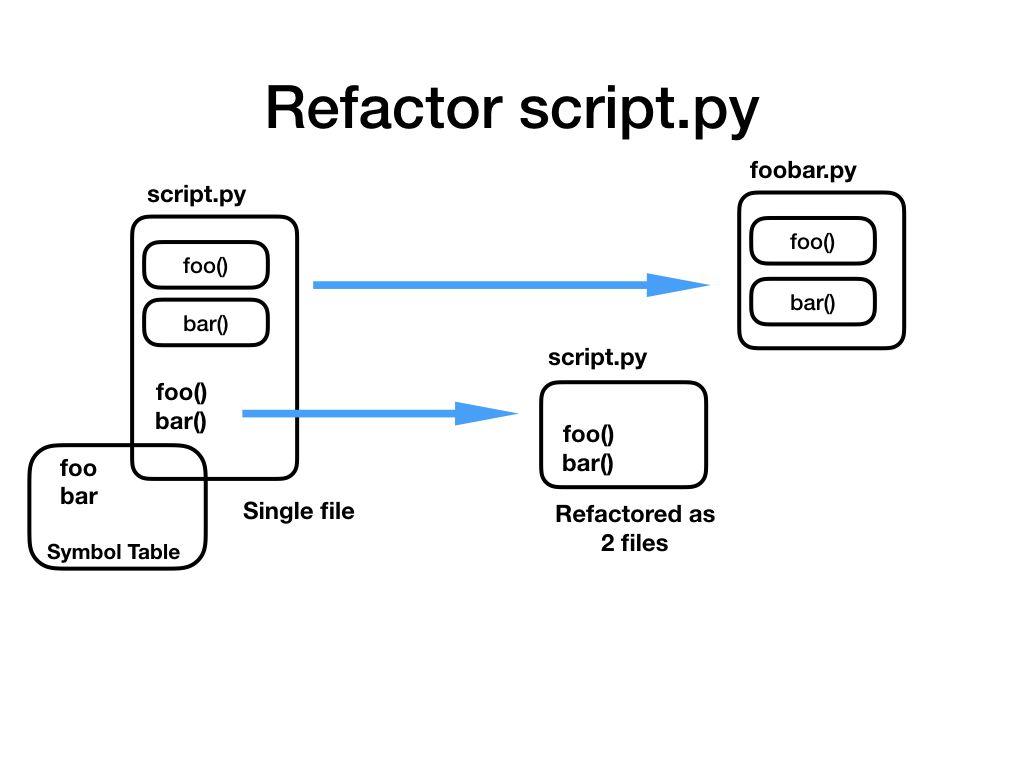 Refactor script.py
script.py
foo()
bar()
foo()
bar()
foo
bar
Symbol Table
Single file
foobar.py
foo()
bar()
script.py
foo()
bar()
Refactored as
2 files